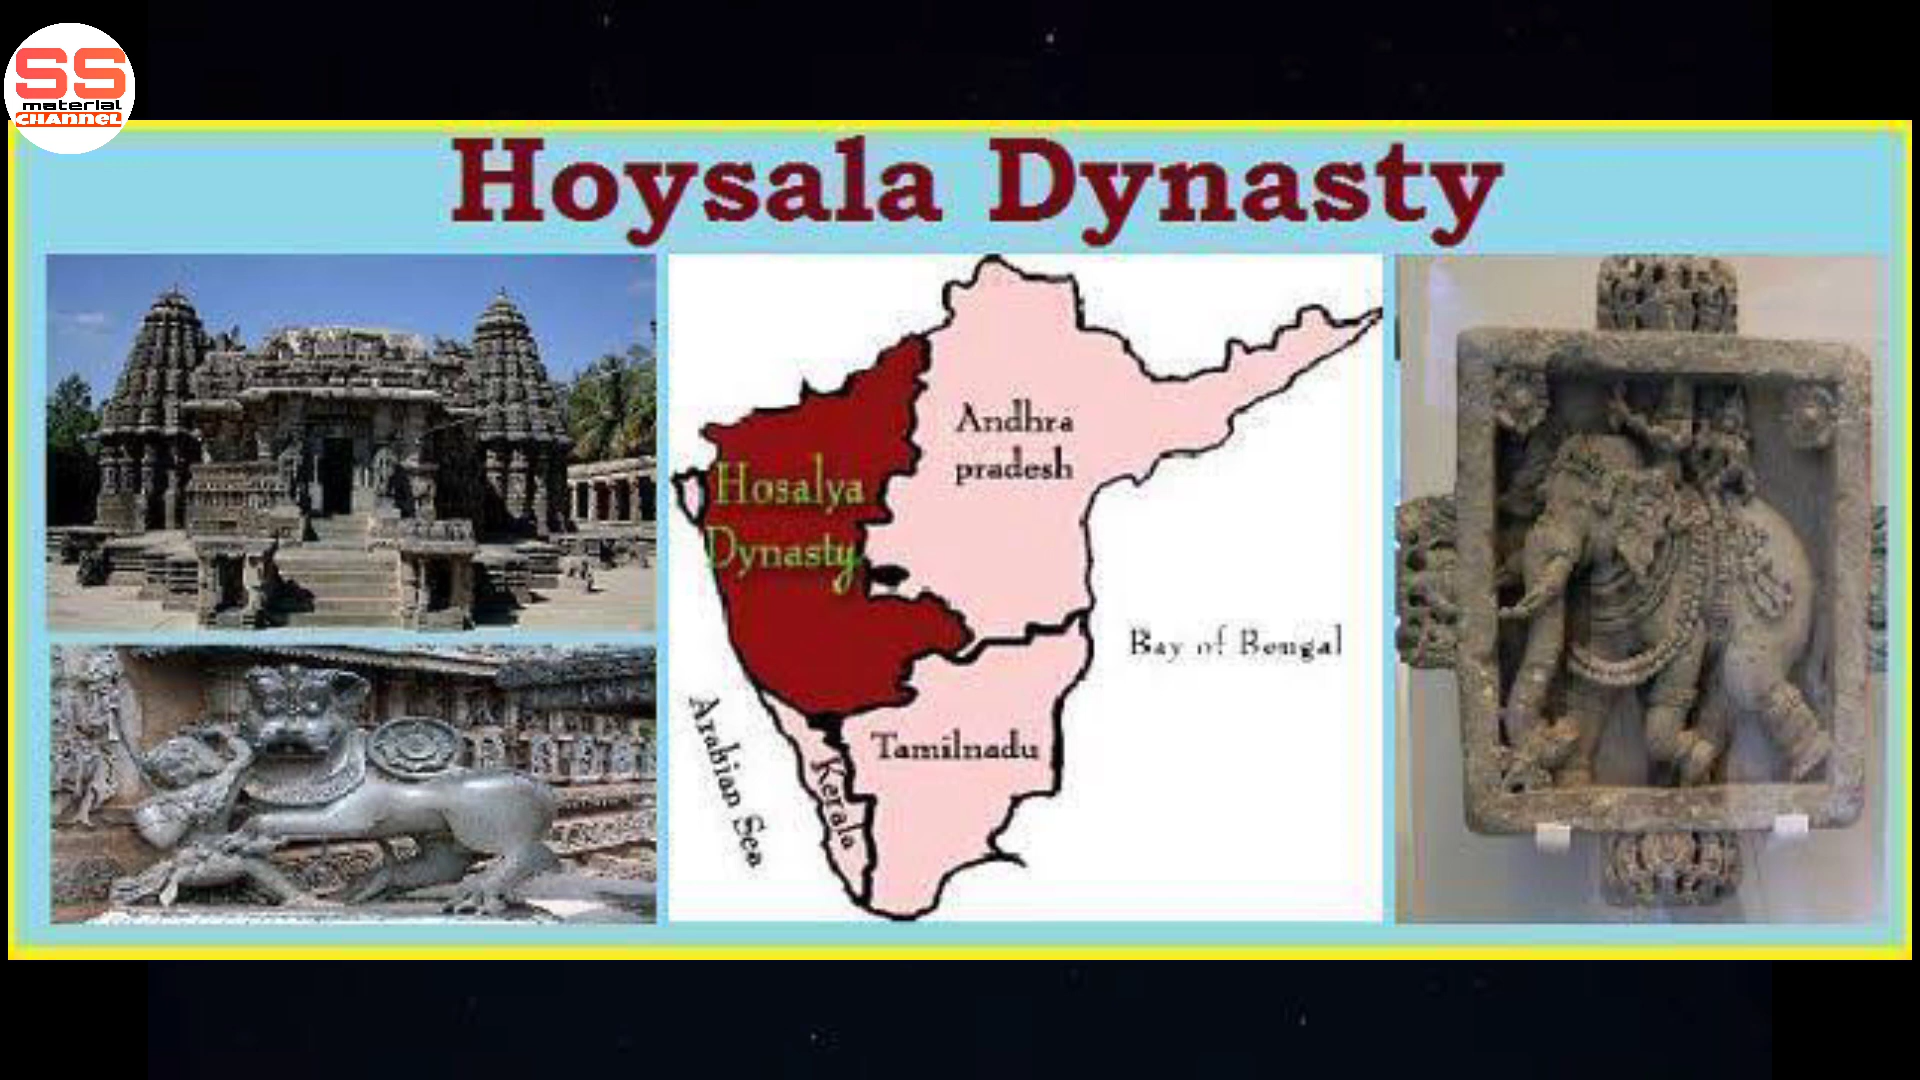 SS
material
CHANNEL
Hoysala Dynasty
Andhra
pradesh
Hosalya
Dynasty
Bay of Bengal
Arabian Sea
Tamilnadu
Kerala